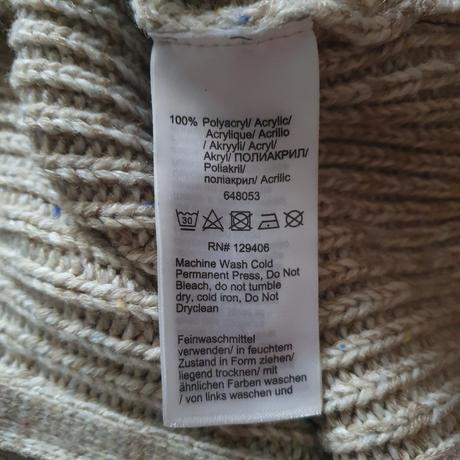 100% Polyacryl/ Acrylic/
Acrylique/ Acrilo
/ Akryyli/ Acryl/
Akryl/ ПОЛИАКРИЛ/
Poliakril/
поліакрил/ Acrilic
648053
30
RN# 129406
Machine Wash Cold
Permanent Press, Do Not
Bleach, do not tumble
dry, cold iron, Do Not
Dryclean
Feinwaschmittel
verwenden/ in feuchtem
Zustand in Form ziehen/
liegend trocknen/ mit
ähnlichen Farben waschen
/ von links waschen und